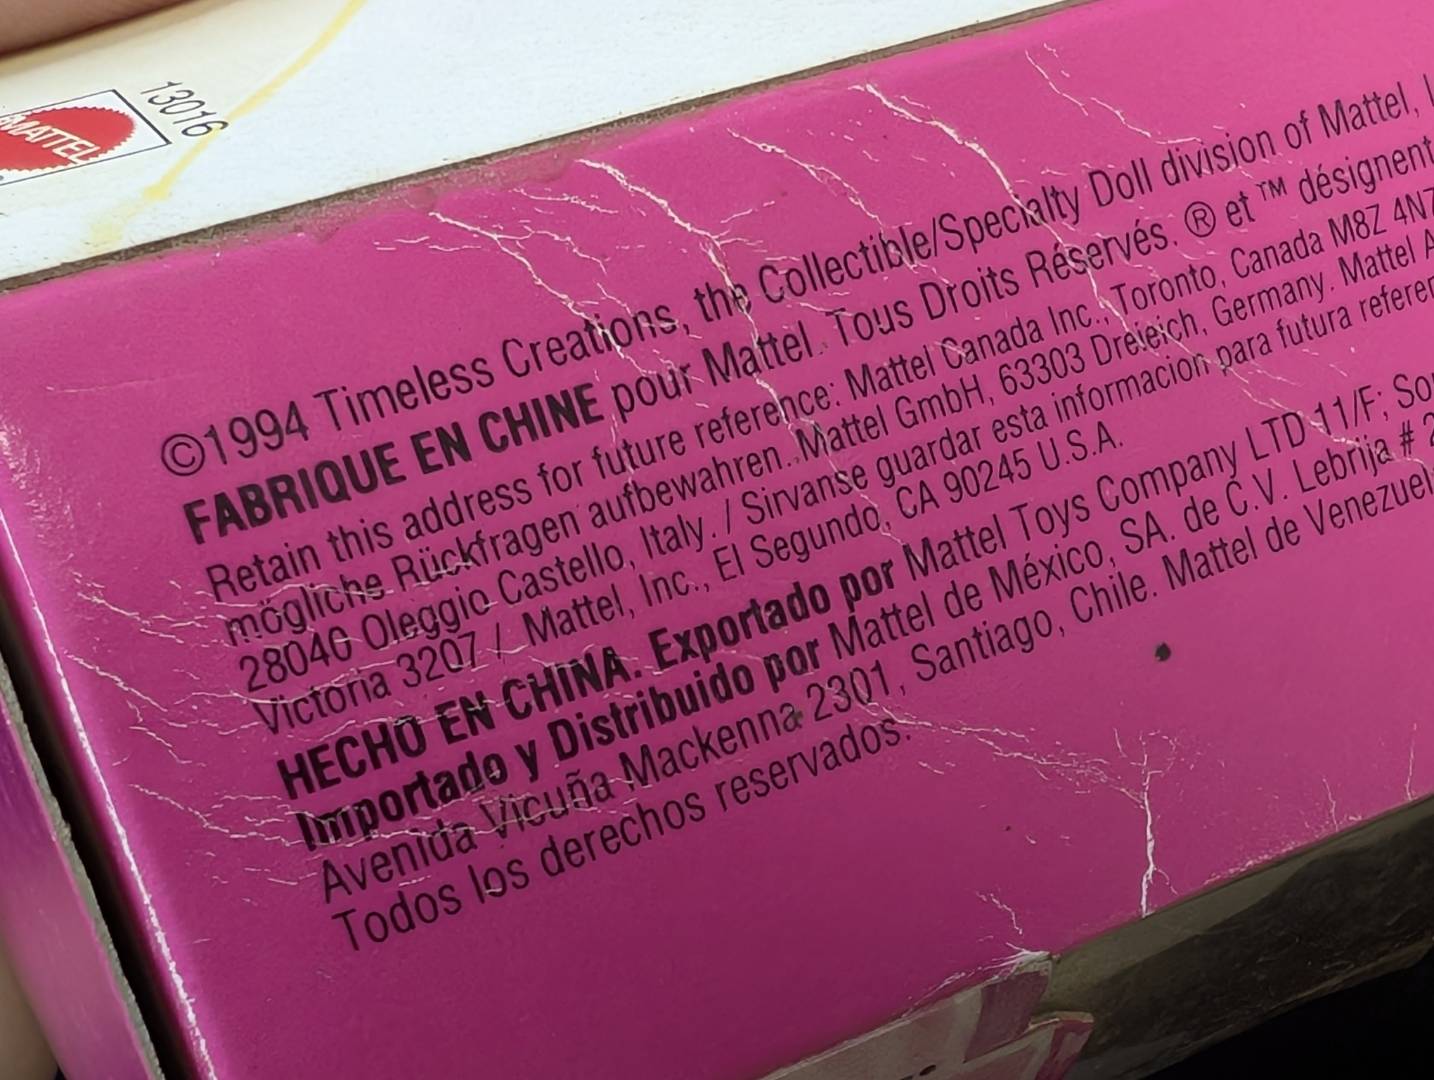 MATTEL
13016
©1994 Timeless Creations, the Collectible/Specialty Doll division of Mattel,
FABRIQUE EN CHINE pour Mattel. Tous Droits Réservés. ® et ™ désignent
Retain this address for future reference: Mattel Canada Inc., Toronto, Canada M8Z 4N7
mögliche Rückfragen aufbewahren. Mattel GmbH, 63303 Dreieich, Germany. Mattel A
28040 Oleggio Castello, Italy. / Sirvanse guardar esta informacion para futura referen
Victoria 3207 / Mattel, Inc., El Segundo, CA 90245 U.S.A.
HECHO EN CHINA. Exportado por Mattel Toys Company LTD 11/F; So
Importado y Distribuido por Mattel de México, SA. de C.V. Lebrija # 2
Avenida Vicuña Mackenna 2301, Santiago, Chile. Mattel de Venezuel
Todos los derechos reservados.